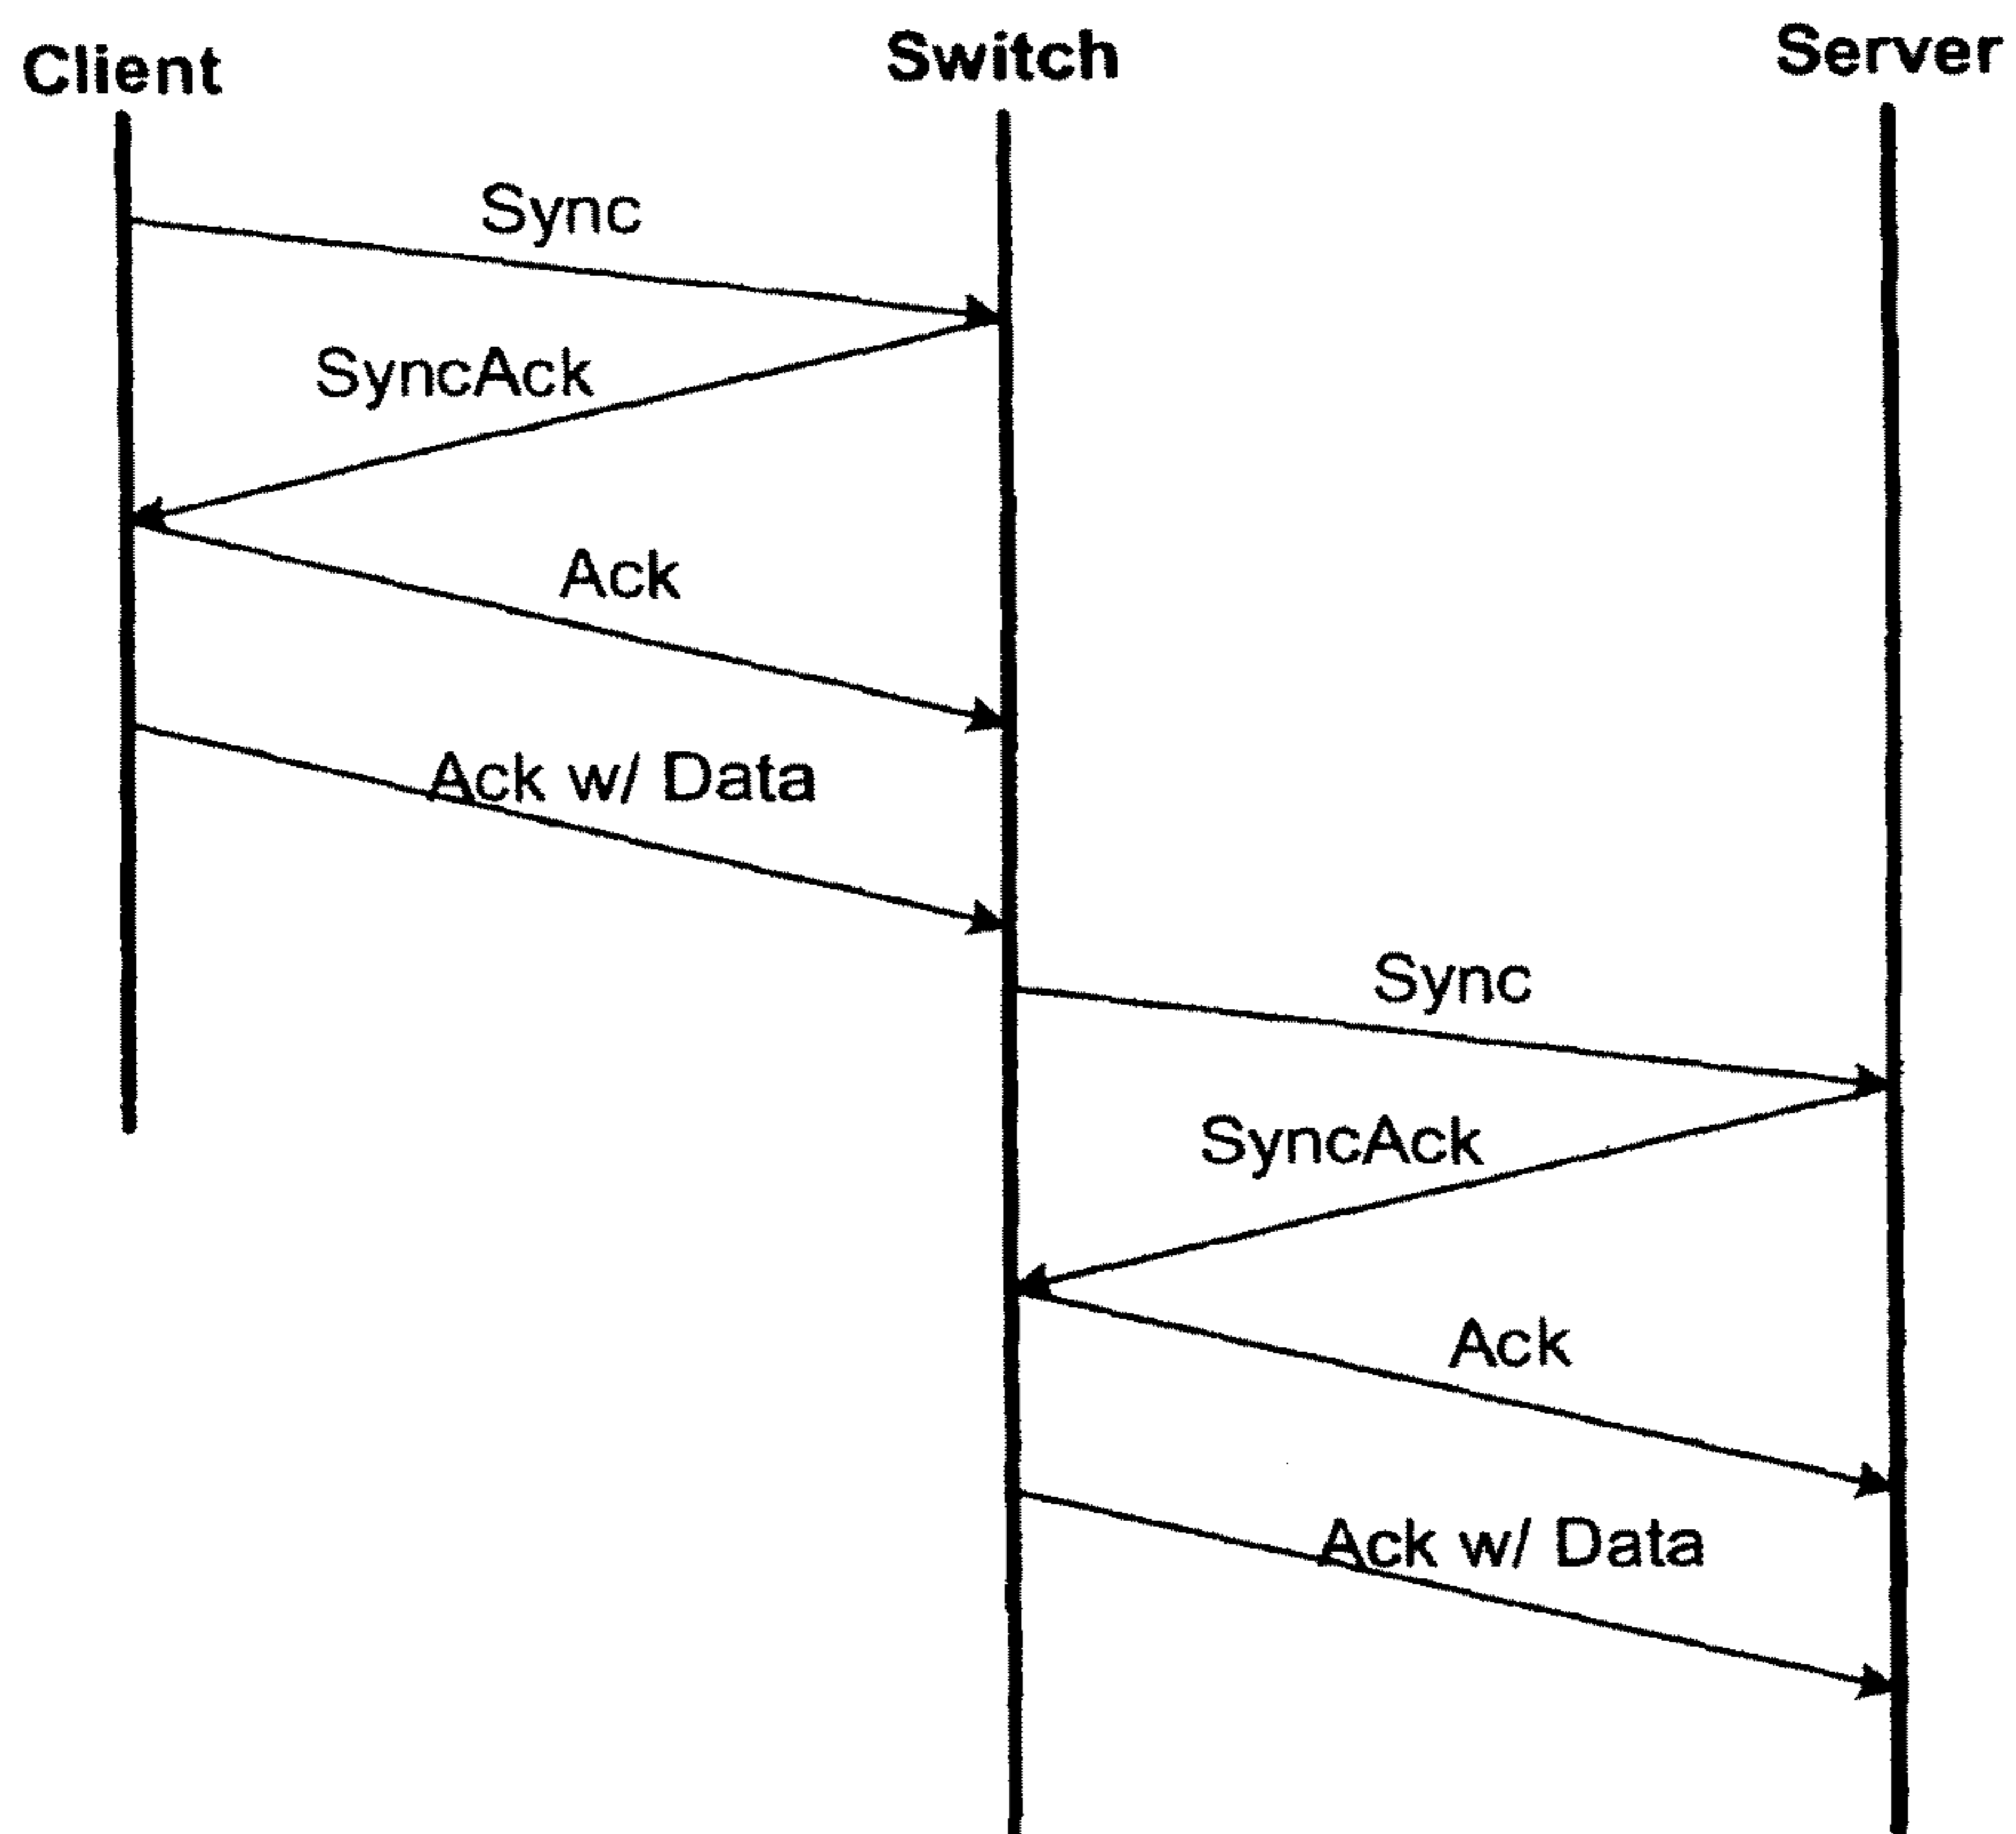 Client
Switch
Server
Sync
SyncAck
Ack
Ack w/ Data
Sync
SyncAck
Ack
Ack w/ Data